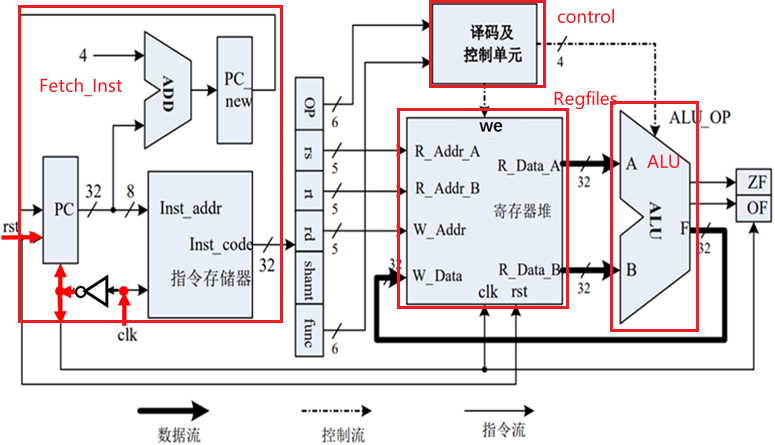 control
译码及
控制单元
4
4
Fetch_Inst
ADD
PC_
new
OP
6
Regfiles
we
ALU_OP
rs
5
R_Addr_A
R_Data_A
32
A
ALU
ZF
OF
PC
32
8
Inst_addr
rt
5
R_Addr_B
寄存器堆
ALU
F
32
rst
Inst_code
32
指令存储器
rd
5
W_Addr
shamt
32
W_Data
R_Data_B
32
B
clk
rst
clk
func
6
数据流
控制流
指令流